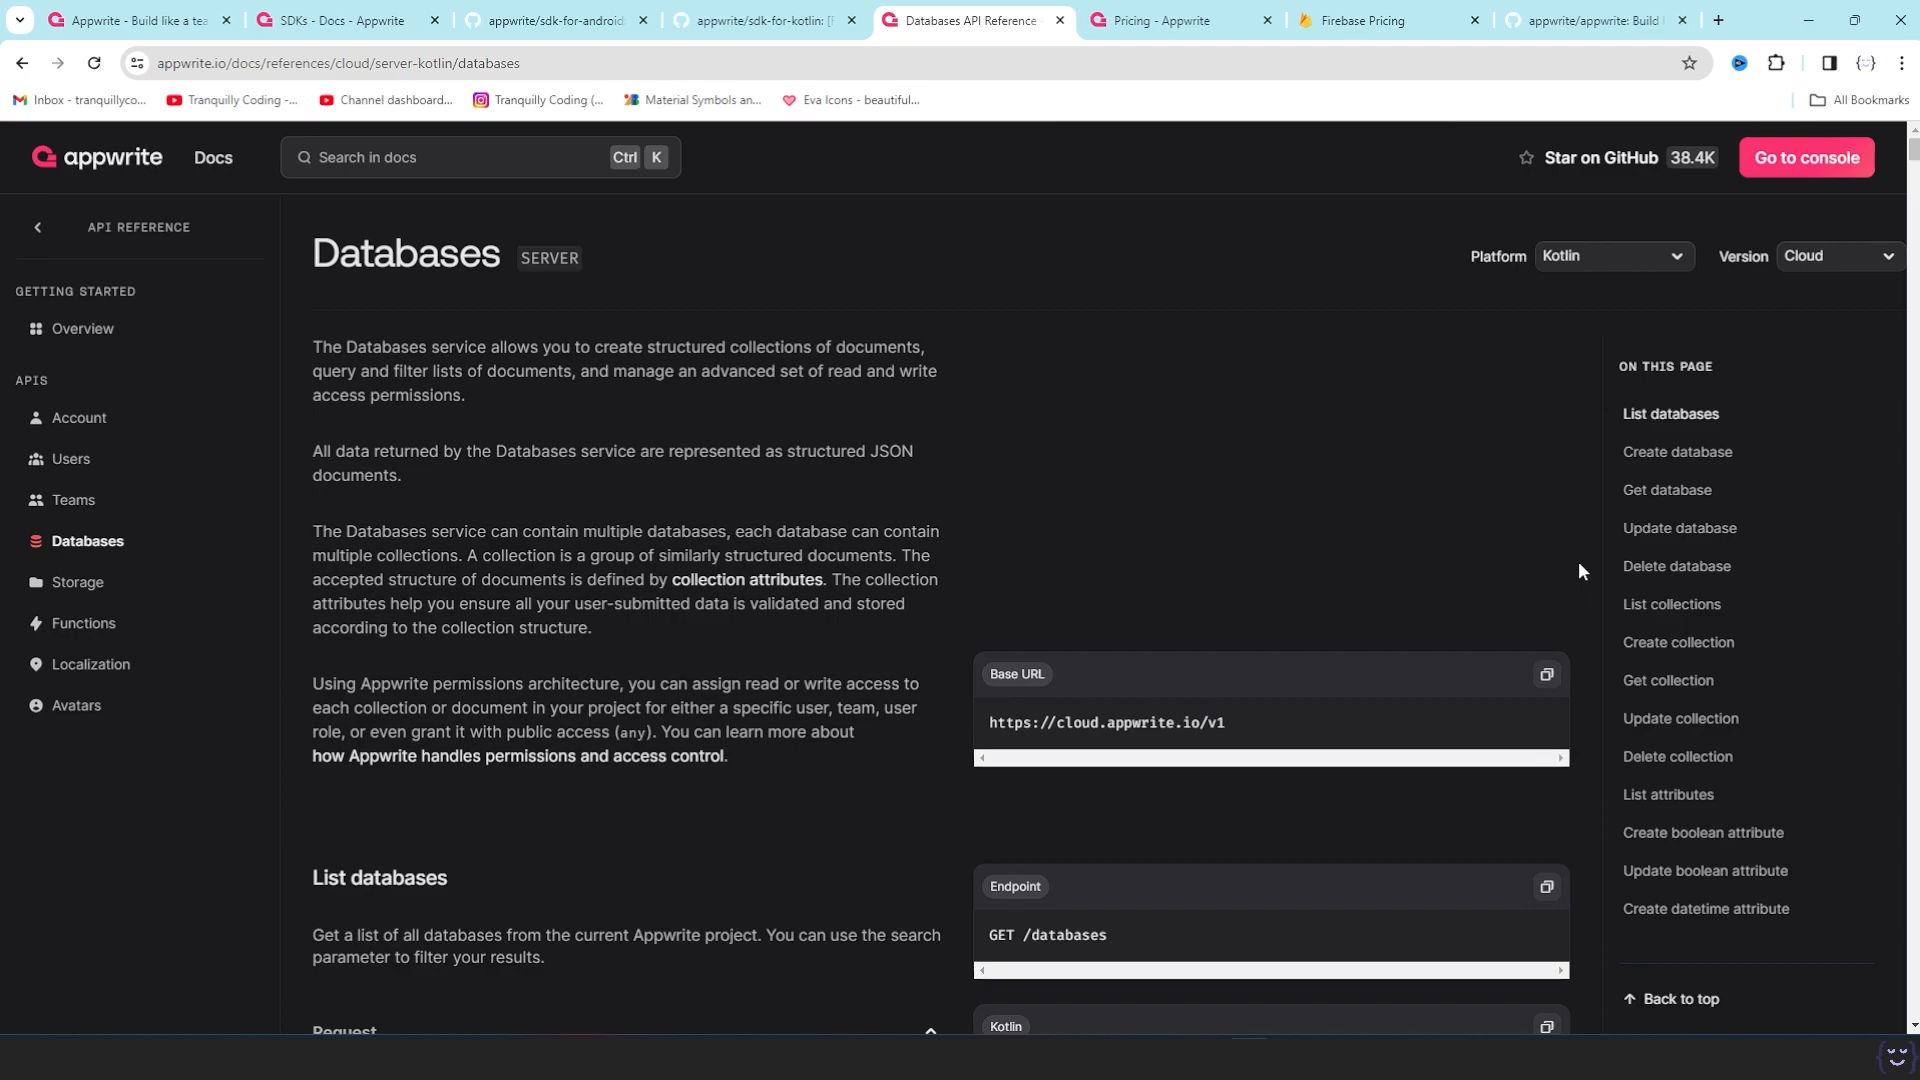 Appwrite - Build like a tea
SDKs - Docs - Appwrite
appwrite/sdk-for-android:
appwrite/sdk-for-kotlin: [
Databases API Reference -
Pricing - Appwrite
Firebase Pricing
appwrite/appwrite: Build
appwrite.io/docs/references/cloud/server-kotlin/databases
Inbox - tranquillyco...
Tranquilly Coding -...
Channel dashboard...
Tranquilly Coding (...
Material Symbols an...
Eva Icons - beautiful...
All Bookmarks
appwrite
Docs
Search in docs
Ctrl K
Star on GitHub 38.4K
Go to console
API REFERENCE
GETTING STARTED
Overview
APIS
Account
Users
Teams
Databases
Storage
Functions
Localization
Avatars
Databases SERVER
Platform Kotlin
Version Cloud
The Databases service allows you to create structured collections of documents,
query and filter lists of documents, and manage an advanced set of read and write
access permissions.
All data returned by the Databases service are represented as structured JSON
documents.
The Databases service can contain multiple databases, each database can contain
multiple collections. A collection is a group of similarly structured documents. The
accepted structure of documents is defined by collection attributes. The collection
attributes help you ensure all your user-submitted data is validated and stored
according to the collection structure.
Using Appwrite permissions architecture, you can assign read or write access to
each collection or document in your project for either a specific user, team, user
role, or even grant it with public access (any). You can learn more about
how Appwrite handles permissions and access control.
Base URL
https://cloud.appwrite.io/v1
List databases
Get a list of all databases from the current Appwrite project. You can use the search
parameter to filter your results.
Request
Endpoint
GET /databases
Kotlin
ON THIS PAGE
List databases
Create database
Get database
Update database
Delete database
List collections
Create collection
Get collection
Update collection
Delete collection
List attributes
Create boolean attribute
Update boolean attribute
Create datetime attribute
Back to top